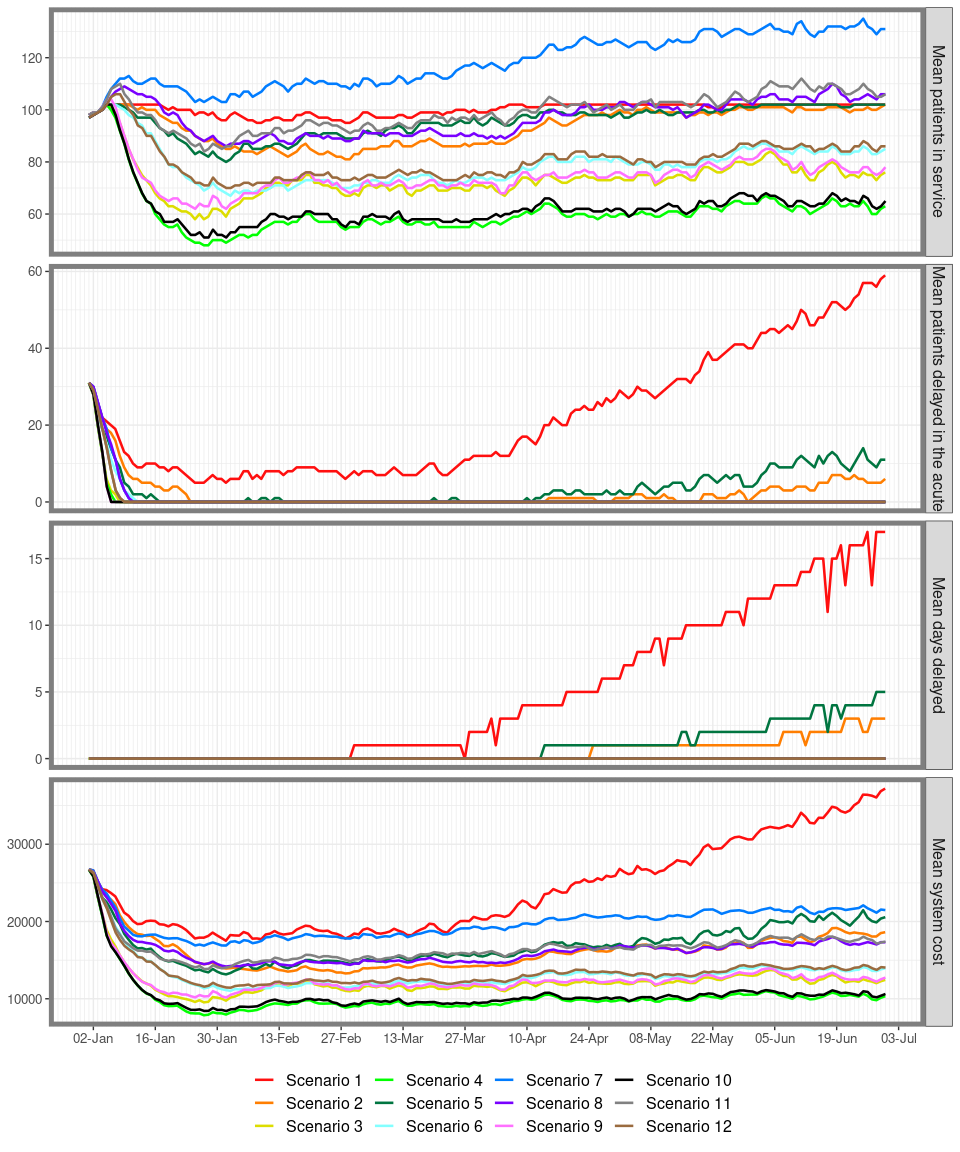 120
100
80
60
Mean patients in service
60
40
20
0
Mean patients delayed in the acute
15
10
5
0
Mean days delayed
30000
20000
10000
Mean system cost
02-Jan 16-Jan 30-Jan 13-Feb 27-Feb 13-Mar 27-Mar 10-Apr 24-Apr 08-May 22-May 05-Jun 19-Jun 03-Jul
Scenario 1 Scenario 4 Scenario 7 Scenario 10
Scenario 2 Scenario 5 Scenario 8 Scenario 11
Scenario 3 Scenario 6 Scenario 9 Scenario 12